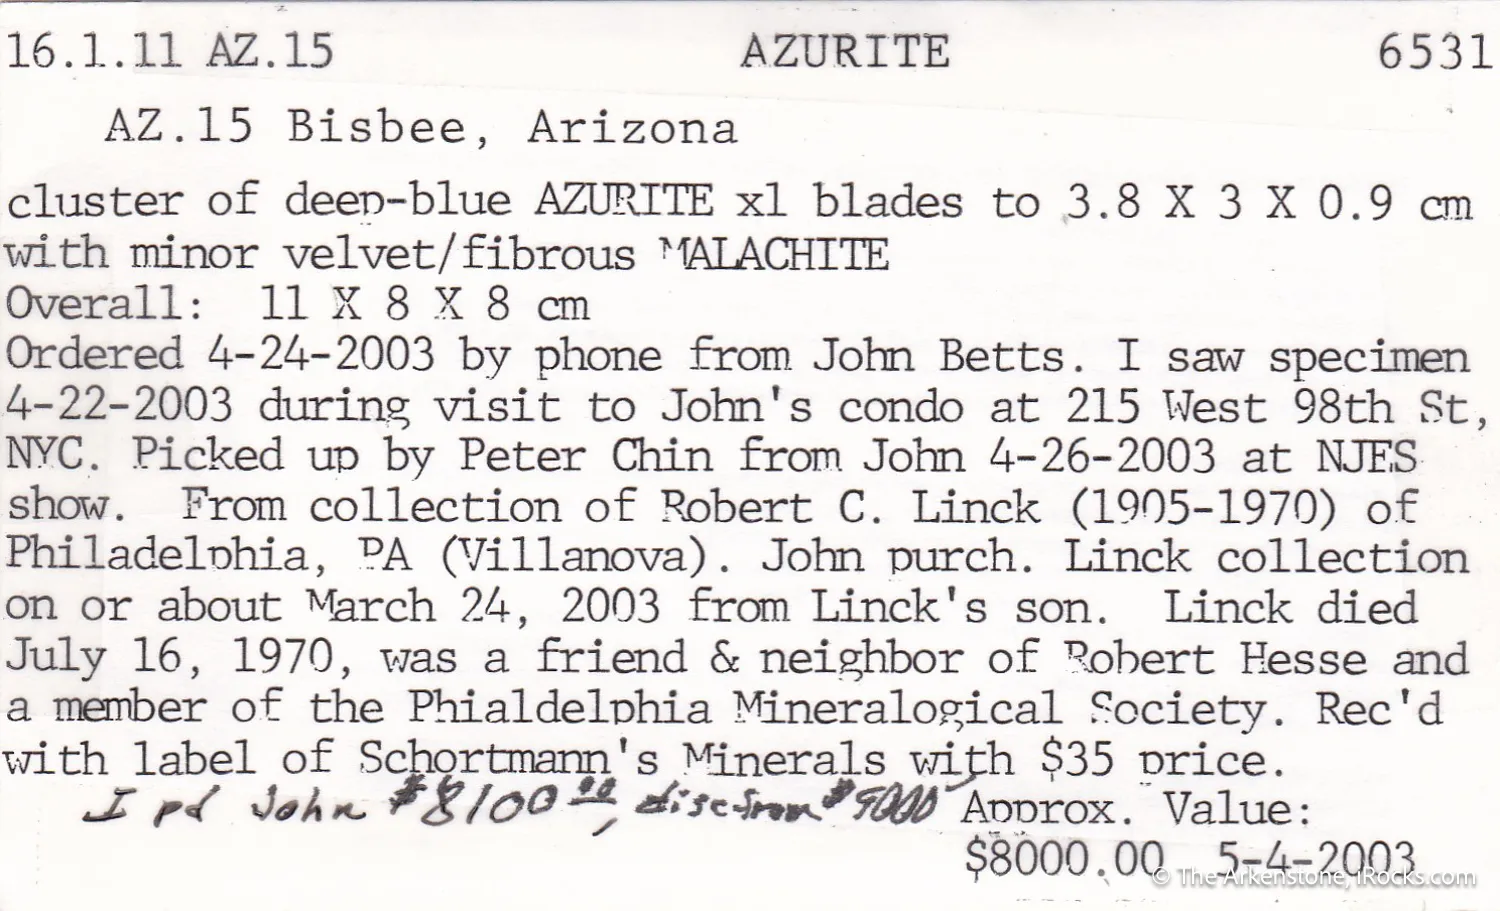 16.1.11 AZ.15 AZURITE 6531
AZ.15 Bisbee, Arizona
cluster of deep-blue AZURITE xl blades to 3.8 X 3 X 0.9 cm
with minor velvet/fibrous MALACHITE
Overall: 11 X 8 X 8 cm
Ordered 4-24-2003 by phone from John Betts. I saw specimen
4-22-2003 during visit to John's condo at 215 West 98th St,
NYC. Picked up by Peter Chin from John 4-26-2003 at NJES
show. From collection of Robert C. Linck (1905-1970) of
Philadelphia, PA (Villanova). John purch. Linck collection
on or about March 24, 2003 from Linck's son. Linck died
July 16, 1970, was a friend & neighbor of Robert Hesse and
a member of the Phialdelphia Mineralogical Society. Rec'd
with label of Schortmann's Minerals with $35 price.
I pd John $8100.00, disc from $9000 Approx. Value:
$8000.00 5-4-2003
© The Arkenstone, iRocks.com